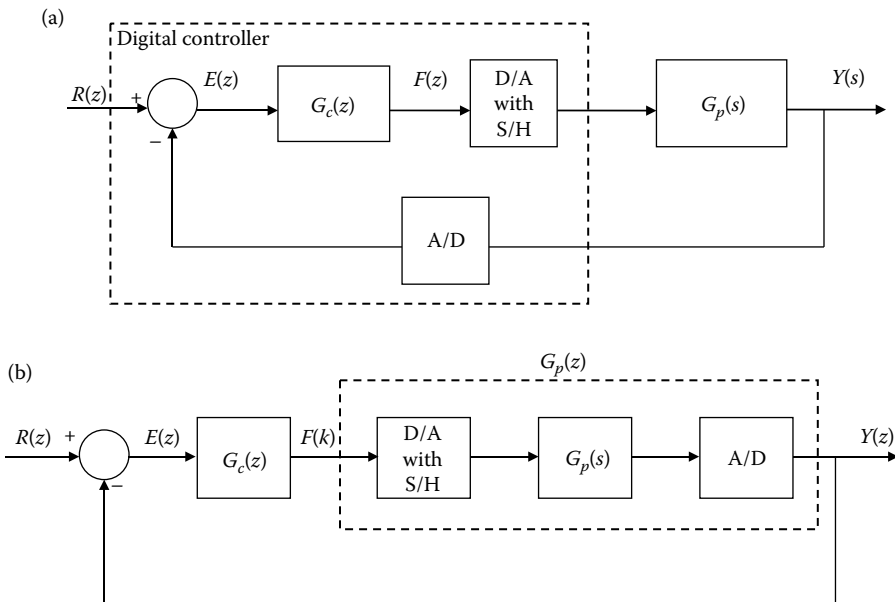 (a)
Digital controller
R(z)
+
−
E(z)
G_c(z)
F(z)
D/A
with
S/H
G_p(s)
Y(s)
A/D
(b)
G_p(z)
R(z)
+
−
E(z)
G_c(z)
F(k)
D/A
with
S/H
G_p(s)
A/D
Y(z)